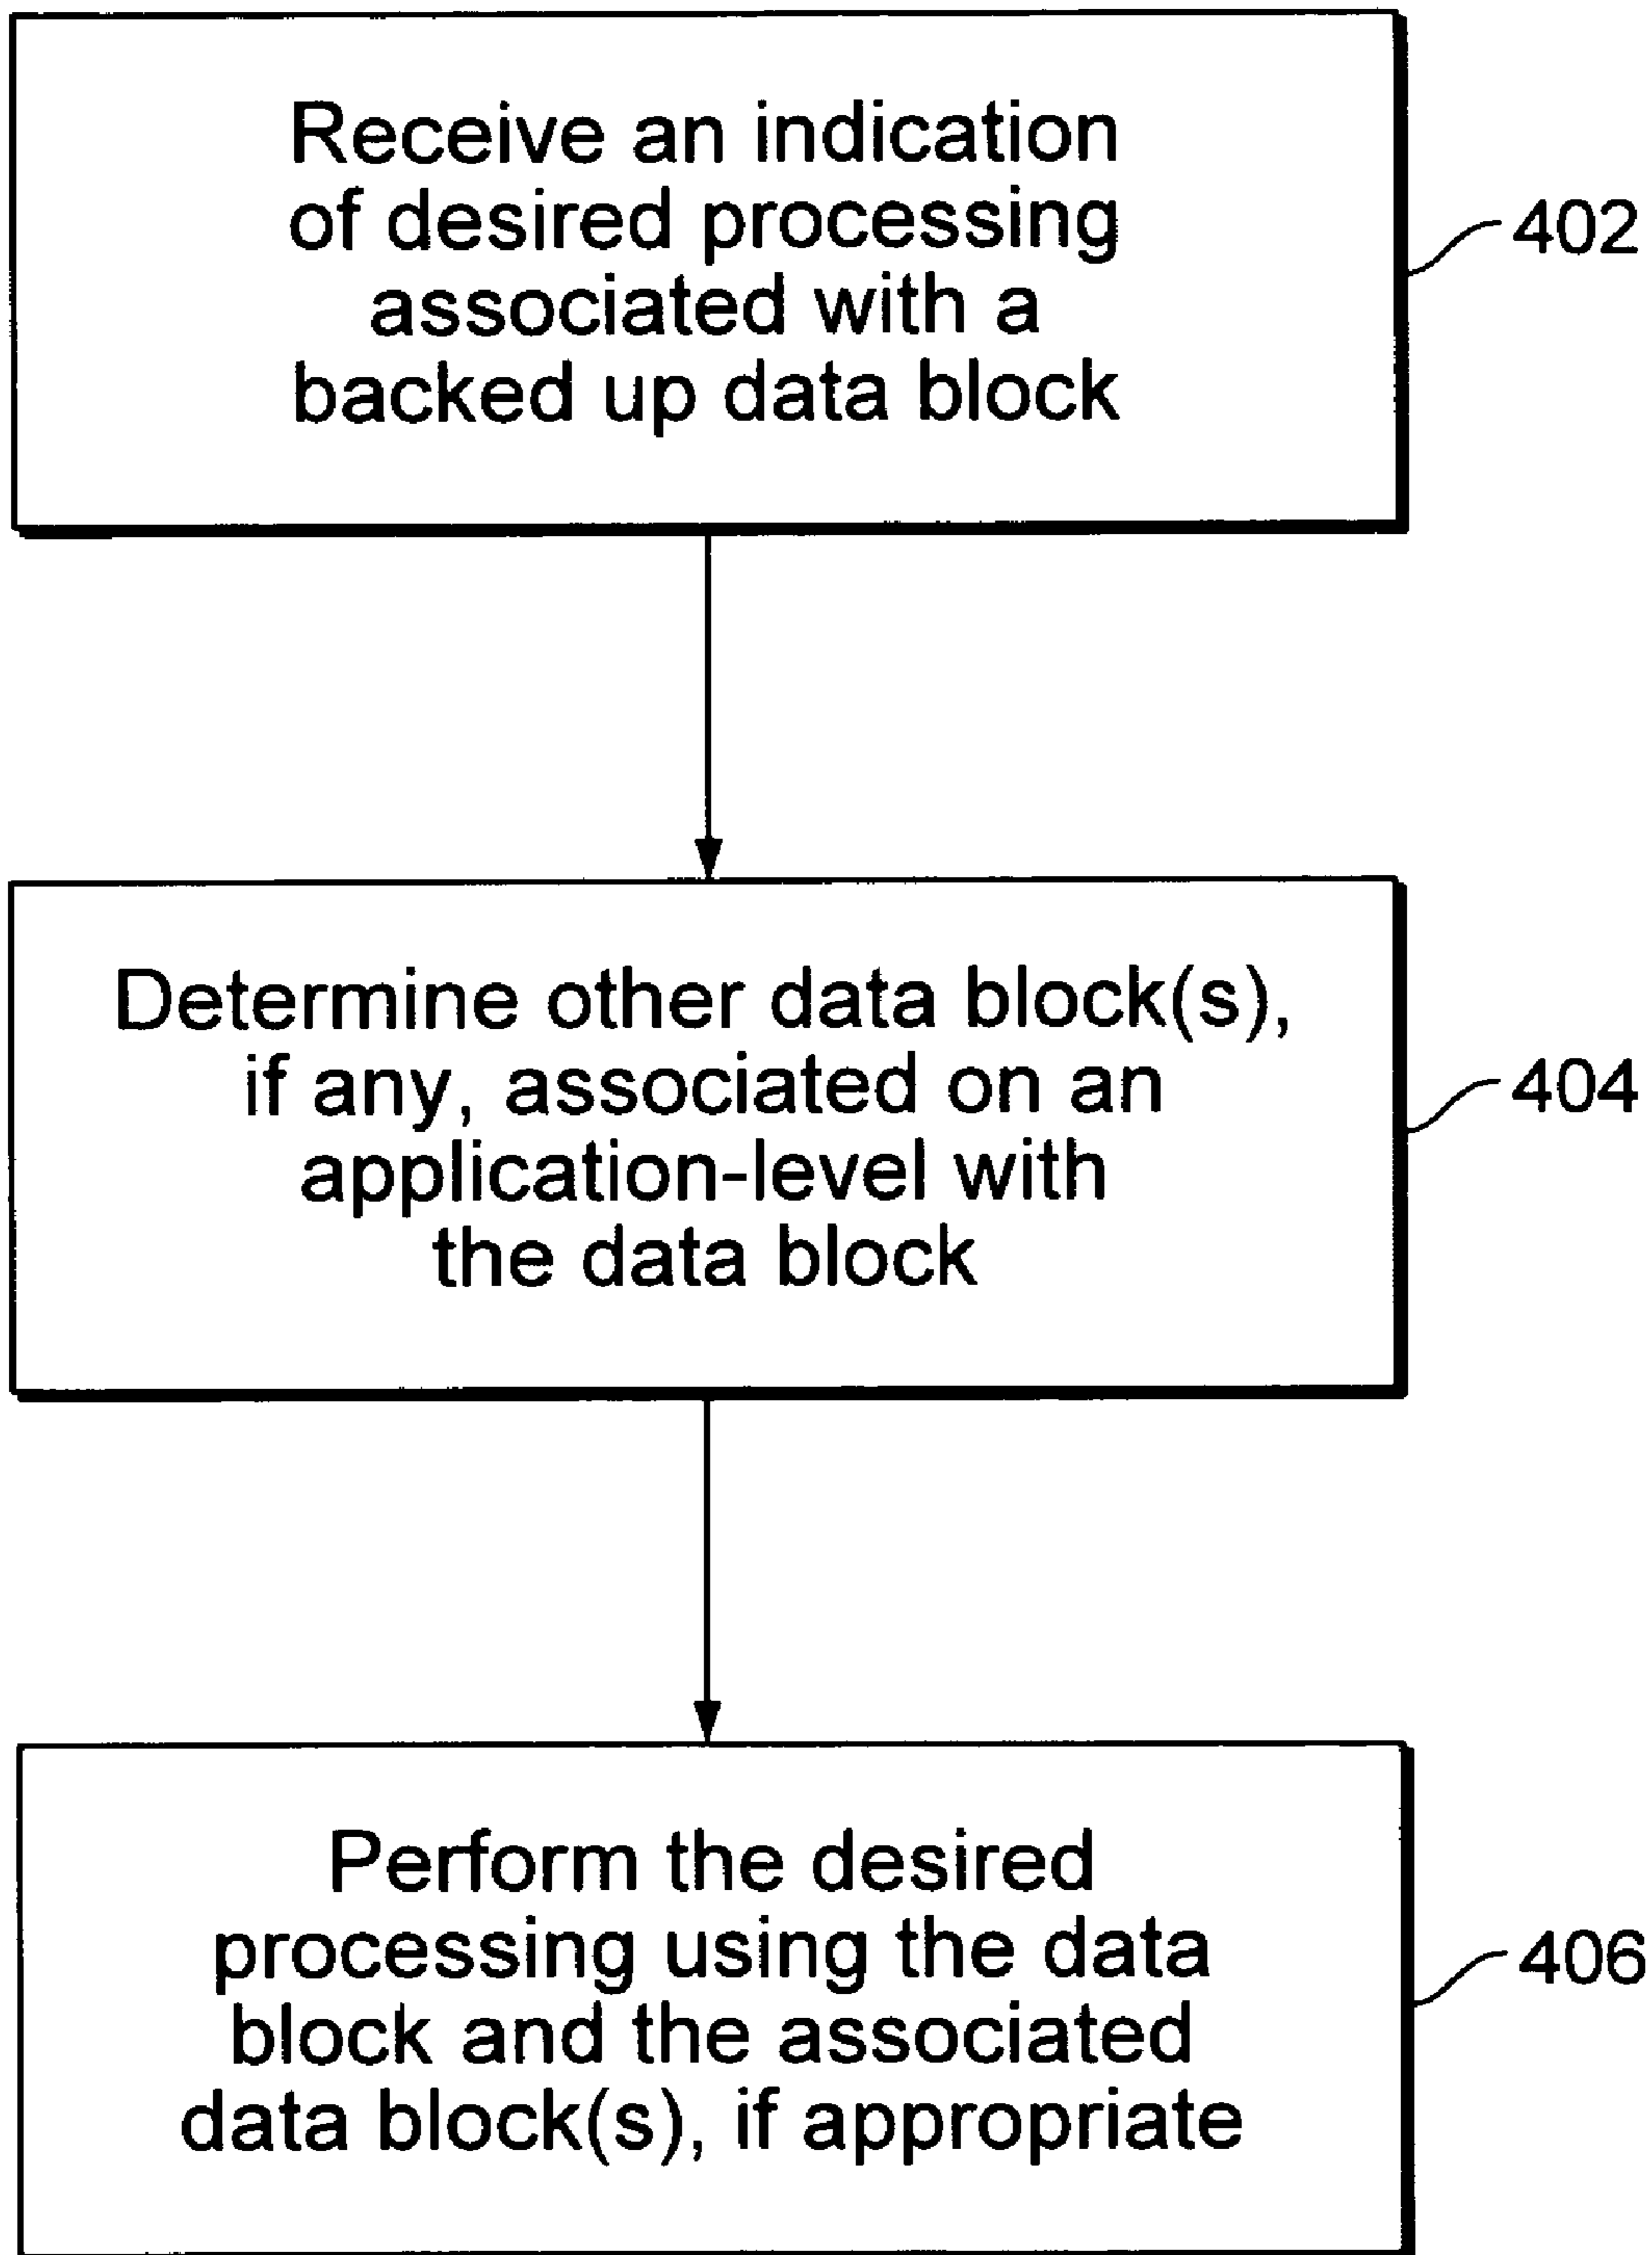 Receive an indication
of desired processing
associated with a
backed up data block
402
Determine other data block(s),
if any, associated on an
application-level with
the data block
404
Perform the desired
processing using the data
block and the associated
data block(s), if appropriate
406